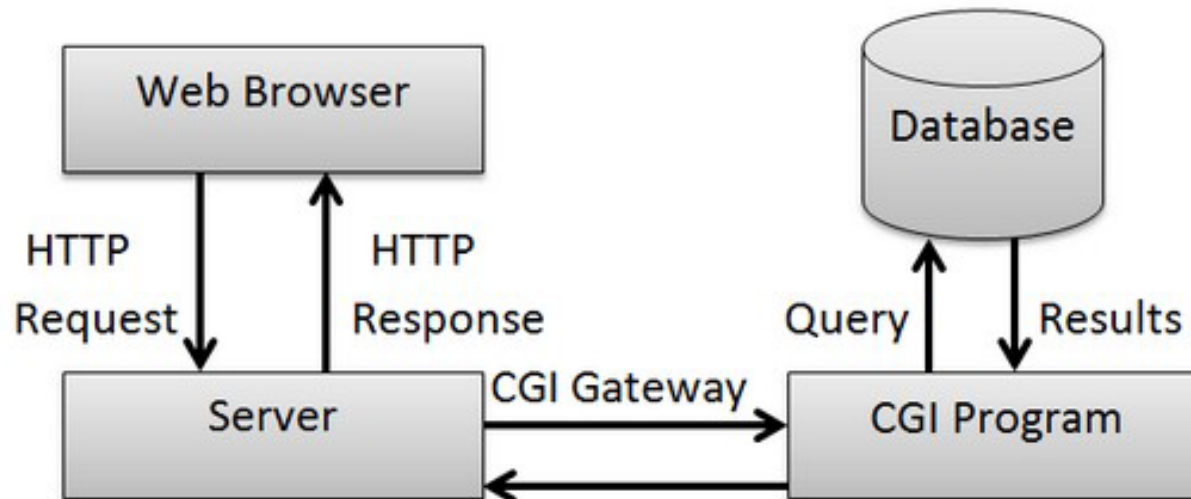 Web Browser
Database
HTTP
Request
HTTP
Response
Query
Results
Server
CGI Gateway
CGI Program